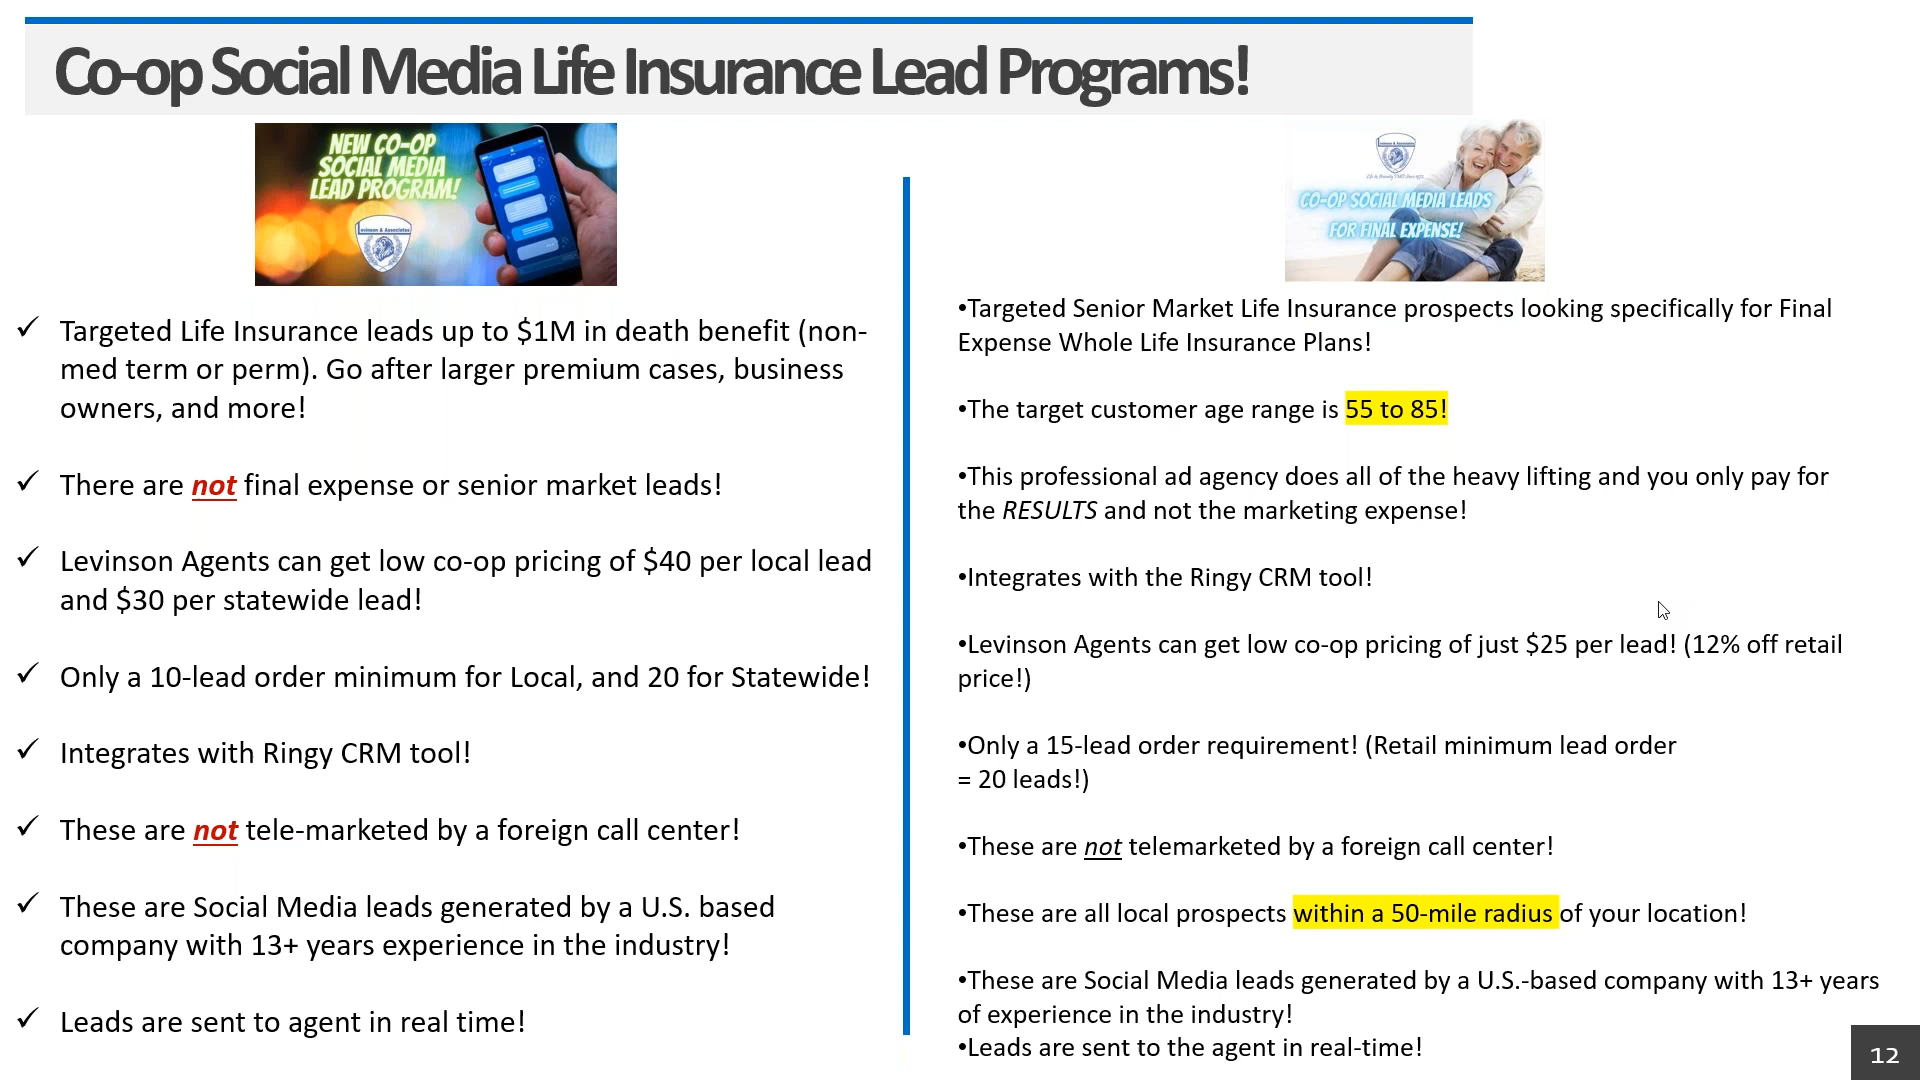 Co-op Social Media Life Insurance Lead Programs!
NEW CO-OP
SOCIAL MEDIA
LEAD PROGRAM!
Levinson & Associates
✓ Targeted Life Insurance leads up to $1M in death benefit (non-
med term or perm). Go after larger premium cases, business
owners, and more!
✓ There are not final expense or senior market leads!
✓ Levinson Agents can get low co-op pricing of $40 per local lead
and $30 per statewide lead!
✓ Only a 10-lead order minimum for Local, and 20 for Statewide!
✓ Integrates with Ringy CRM tool!
✓ These are not tele-marketed by a foreign call center!
✓ These are Social Media leads generated by a U.S. based
company with 13+ years experience in the industry!
✓ Leads are sent to agent in real time!
Levinson & Associates
CO-OP SOCIAL MEDIA LEADS
FOR FINAL EXPENSE!
•Targeted Senior Market Life Insurance prospects looking specifically for Final
Expense Whole Life Insurance Plans!
•The target customer age range is 55 to 85!
•This professional ad agency does all of the heavy lifting and you only pay for
the RESULTS and not the marketing expense!
•Integrates with the Ringy CRM tool!
•Levinson Agents can get low co-op pricing of just $25 per lead! (12% off retail
price!)
•Only a 15-lead order requirement! (Retail minimum lead order
= 20 leads!)
•These are not telemarketed by a foreign call center!
•These are all local prospects within a 50-mile radius of your location!
•These are Social Media leads generated by a U.S.-based company with 13+ years
of experience in the industry!
•Leads are sent to the agent in real-time!
12